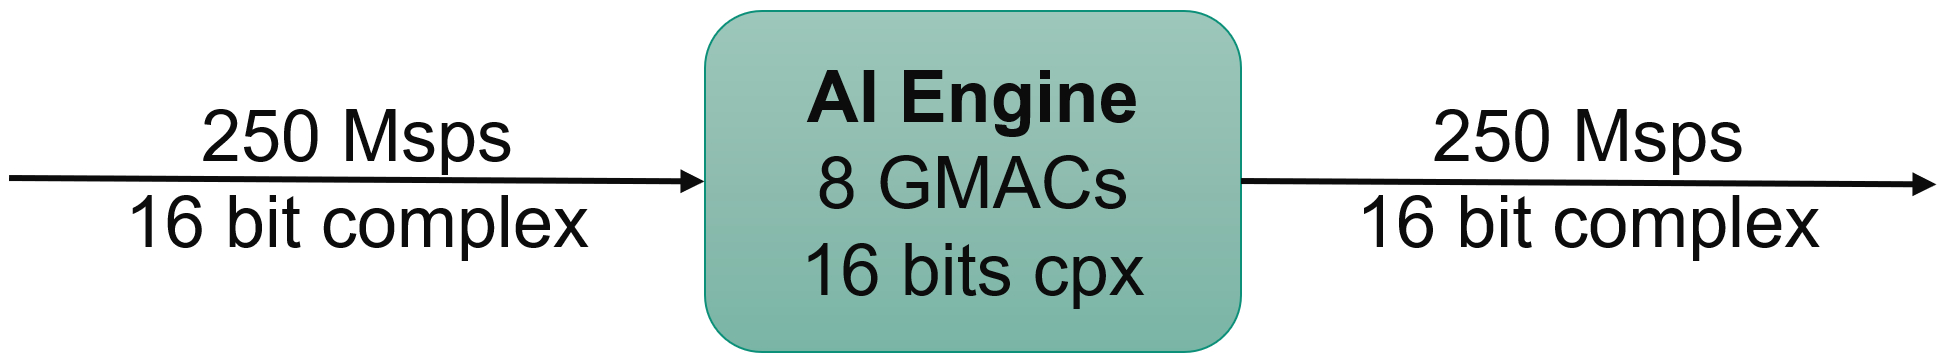 250 Msps
16 bit complex
AI Engine
8 GMACs
16 bits cpx
250 Msps
16 bit complex